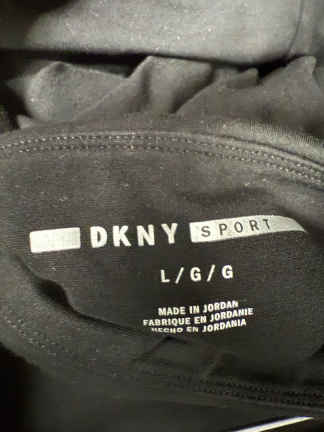 DKNY SPORT
L/G/G
MADE IN JORDAN
FABRIQUE EN JORDANIE
HECHO EN JORDANIA